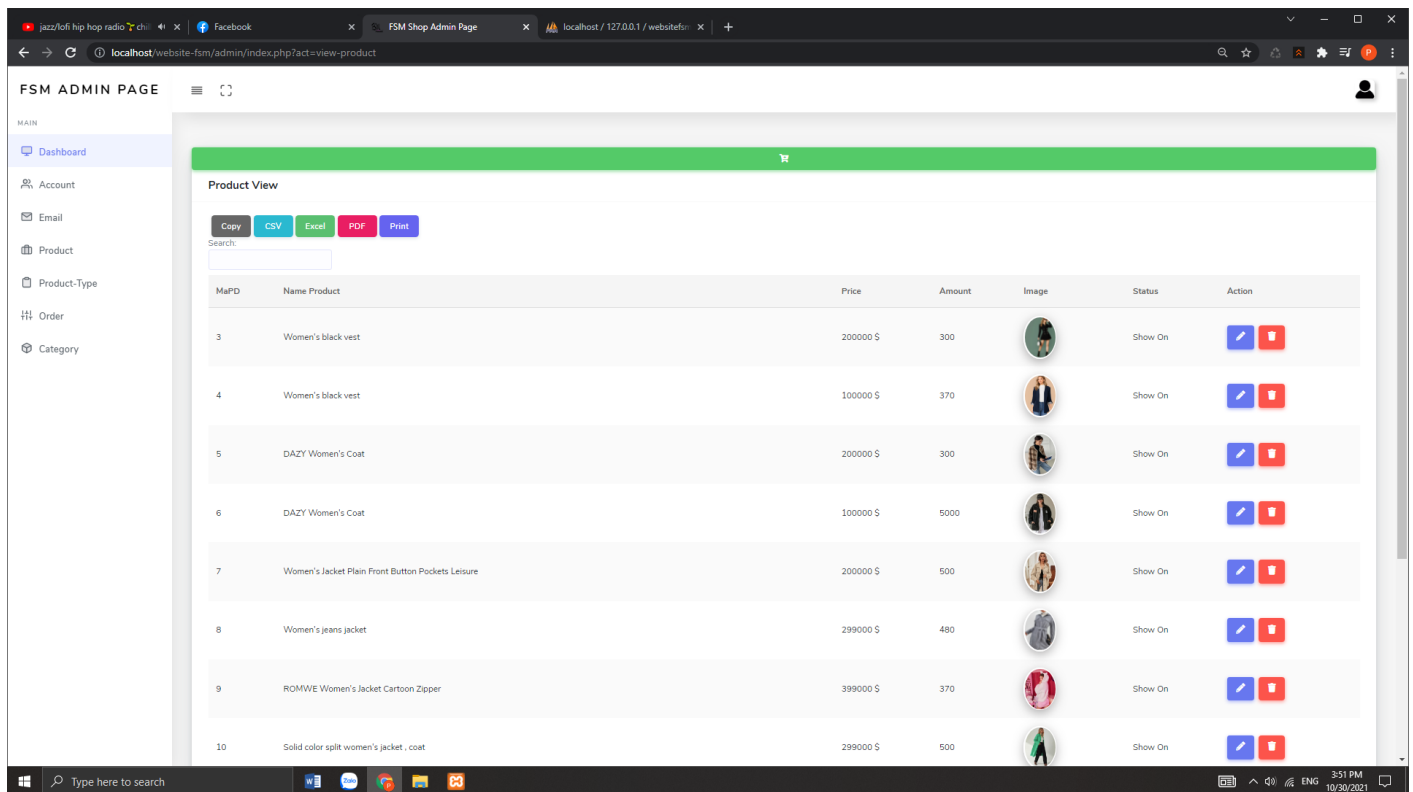 jazz/lofi hip hop radio
Facebook
FSM Shop Admin Page
localhost / 127.0.0.1 / websitefsm
localhost/website-fsm/admin/index.php?act=view-product
P
FSM ADMIN PAGE
MAIN
Dashboard
Account
Email
Product
Product-Type
Order
Category
Product View
Copy CSV Excel PDF Print
Search:
MaPD Name Product Price Amount Image Status Action
3 Women's black vest 200000 $ 300 Show On
4 Women's black vest 100000 $ 370 Show On
5 DAZY Women's Coat 200000 $ 300 Show On
6 DAZY Women's Coat 100000 $ 5000 Show On
7 Women's Jacket Plain Front Button Pockets Leisure 200000 $ 500 Show On
8 Women's jeans jacket 299000 $ 480 Show On
9 ROMWE Women's Jacket Cartoon Zipper 399000 $ 370 Show On
10 Solid color split women's jacket , coat 299000 $ 500 Show On
Type here to search
Zalo
ENG
3:51 PM
10/30/2021